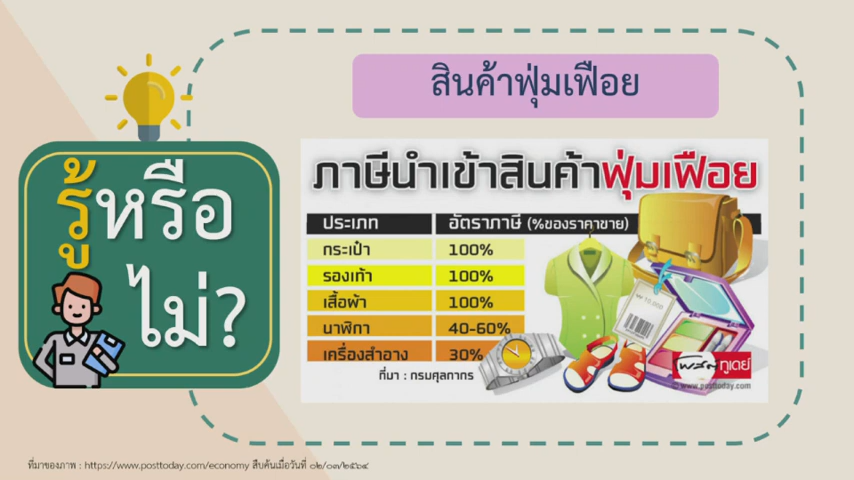 สินค้าฟุ่มเฟือย
รู้หรือ
ไม่?
ภาษีนำเข้าสินค้าฟุ่มเฟือย
ประเภท อัตราภาษี (%ของราคาขาย)
กระเป๋า 100%
รองเท้า 100%
เสื้อผ้า 100%
นาฬิกา 40-60%
เครื่องสำอาง 30%
ที่มา : กรมศุลกากร
โพสต์ ทูเดย์
© www.posttoday.com
ที่มาของภาพ : https://www.posttoday.com/economy สืบค้นเมื่อวันที่ ๐๒/๐๓/๒๕๖๔